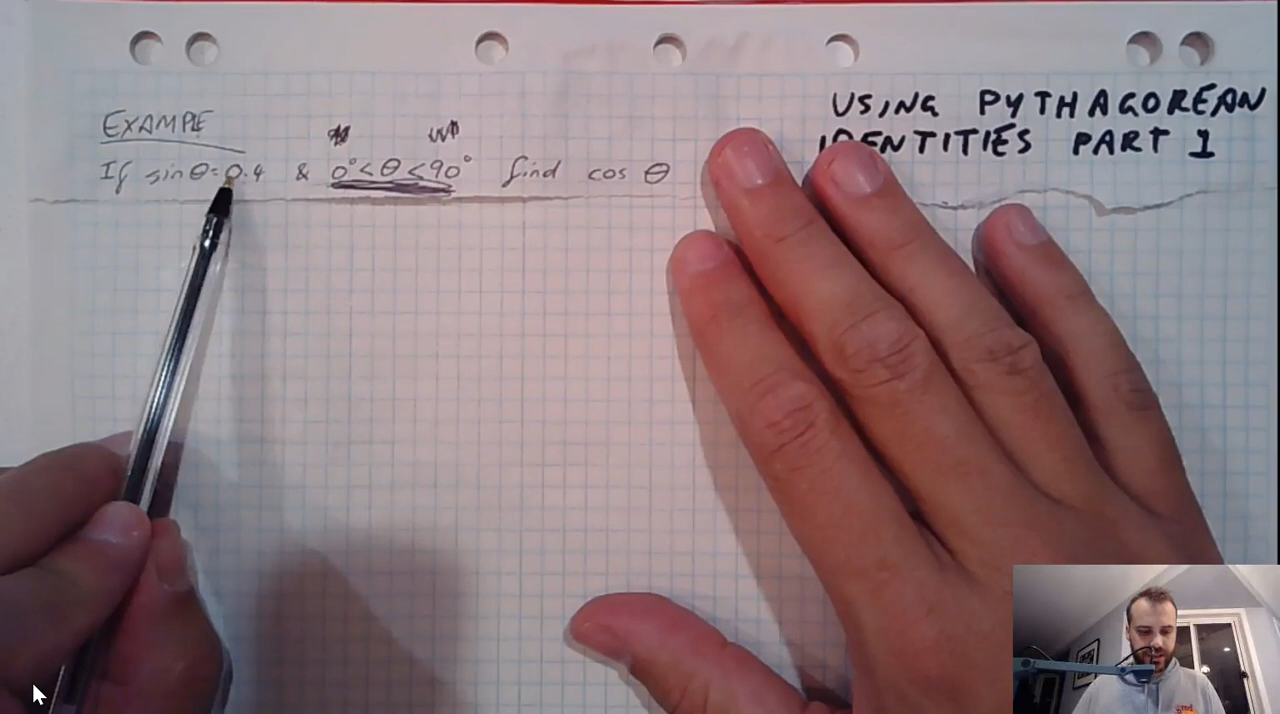 USING PYTHAGOREAN
IDENTITIES PART 1
EXAMPLE
If sin θ = 0.4 & 0° < θ < 90° find cos θ